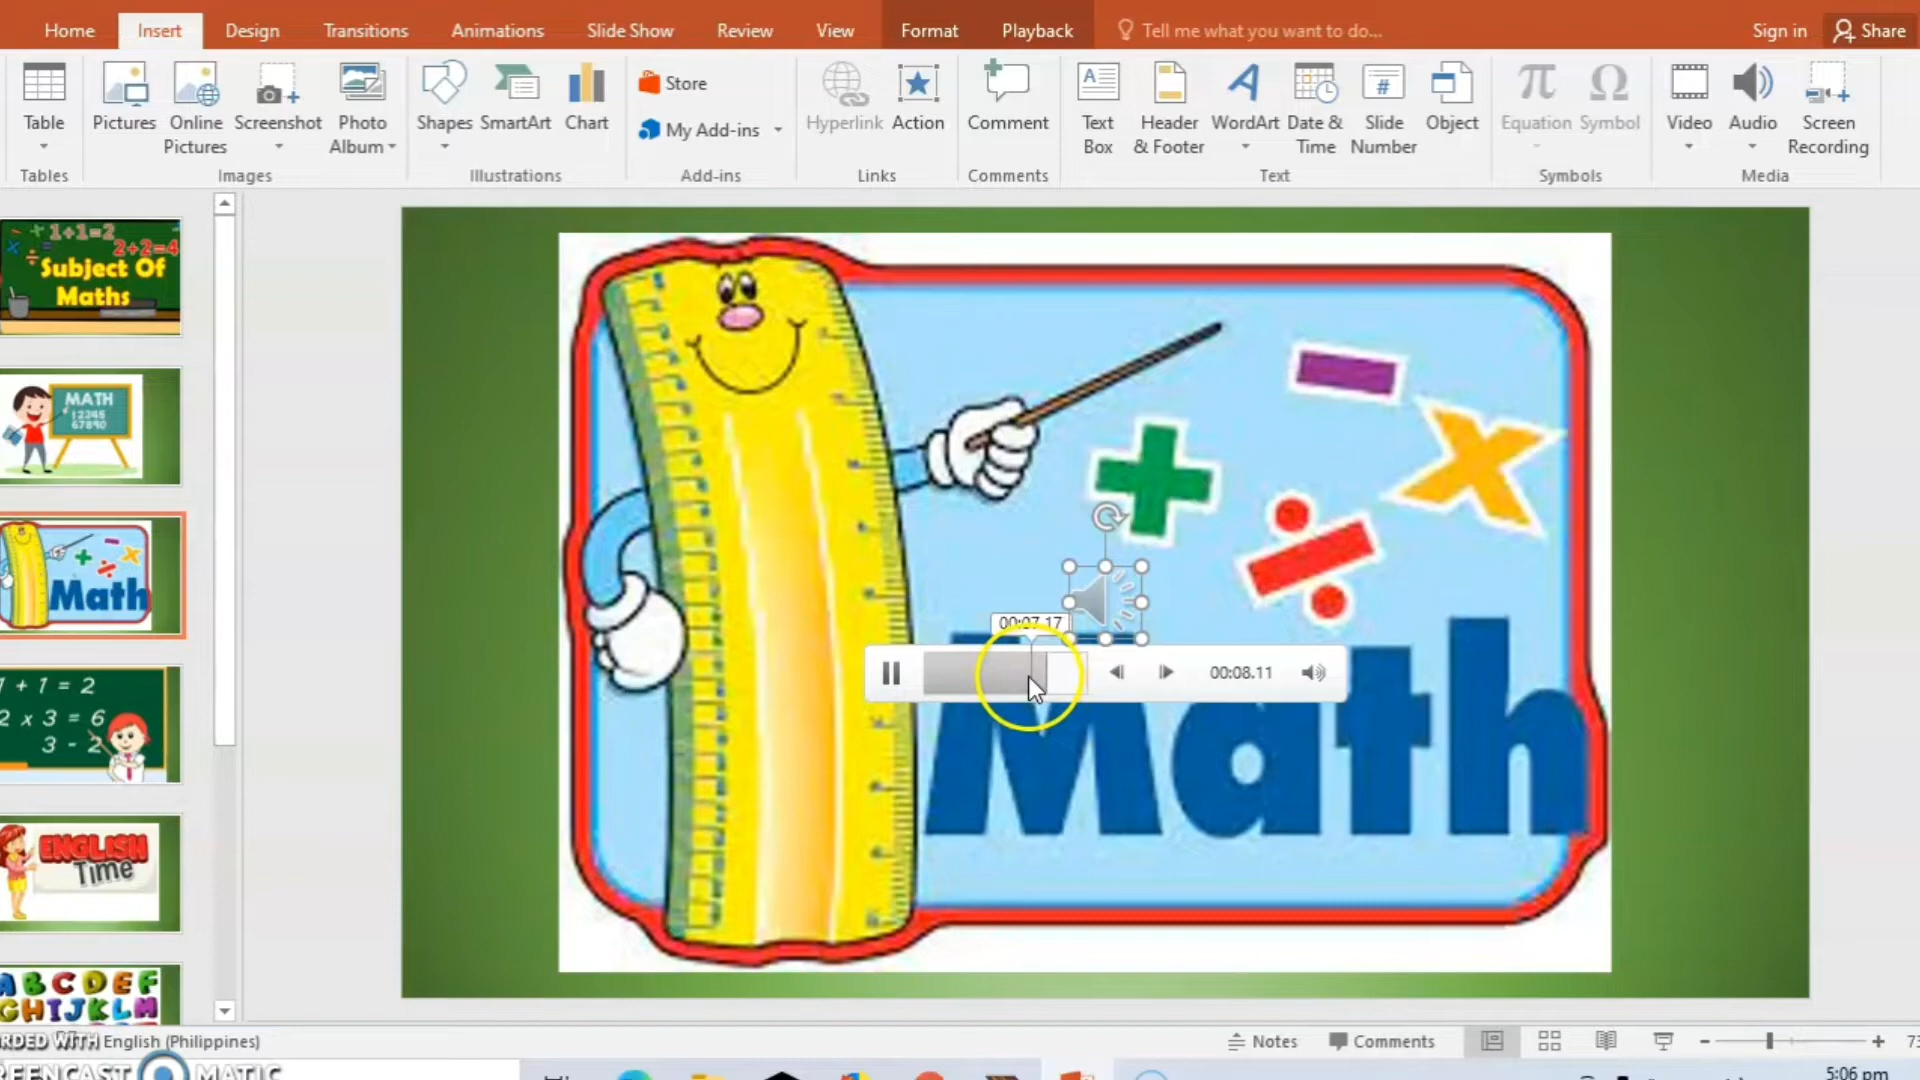 Home Insert Design Transitions Animations Slide Show Review View Format Playback Tell me what you want to do... Sign in Share
Table
Pictures
Online
Pictures
Screenshot
Photo
Album
Shapes
SmartArt
Chart
Store
My Add-ins
Hyperlink
Action
Comment
Text
Box
Header
& Footer
WordArt
Date &
Time
Slide
Number
Object
Equation
Symbol
Video
Audio
Screen
Recording
Tables Images Illustrations Add-ins Links Comments Text Symbols Media
1+1=2
2+2=4
Subject Of
Maths
MATH
12345
67890
Math
1 + 1 = 2
2 x 3 = 6
3 - 2
ENGLISH
Time
A B C D E F
G H I J K L M
00:07.17
00:08.11
Math
English (Philippines)
Notes Comments
5:06 pm